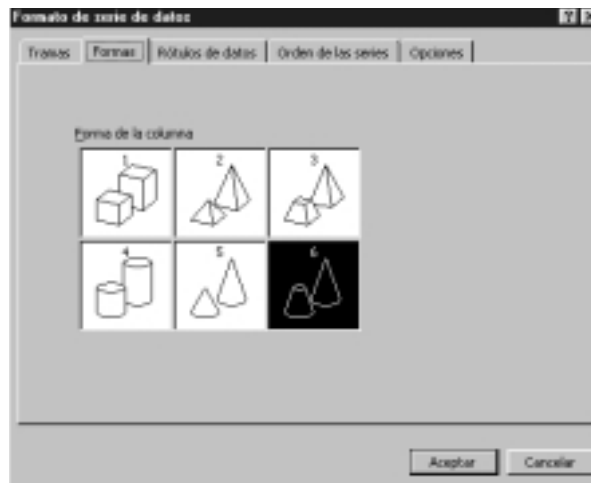 Formato de serie de datos
Tramas Formas Rótulos de datos Orden de las series Opciones
Forma de la columna
1 2 3
4 5 6
Aceptar Cancelar